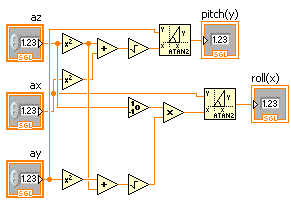 pitch(y)
az
1.23
SGL
x²
+
√
Y
X
ATAN2
1.23
SGL
ax
1.23
SGL
x²
roll(x)
×
Y
X
ATAN2
1.23
SGL
ay
1.23
SGL
x²
+
√